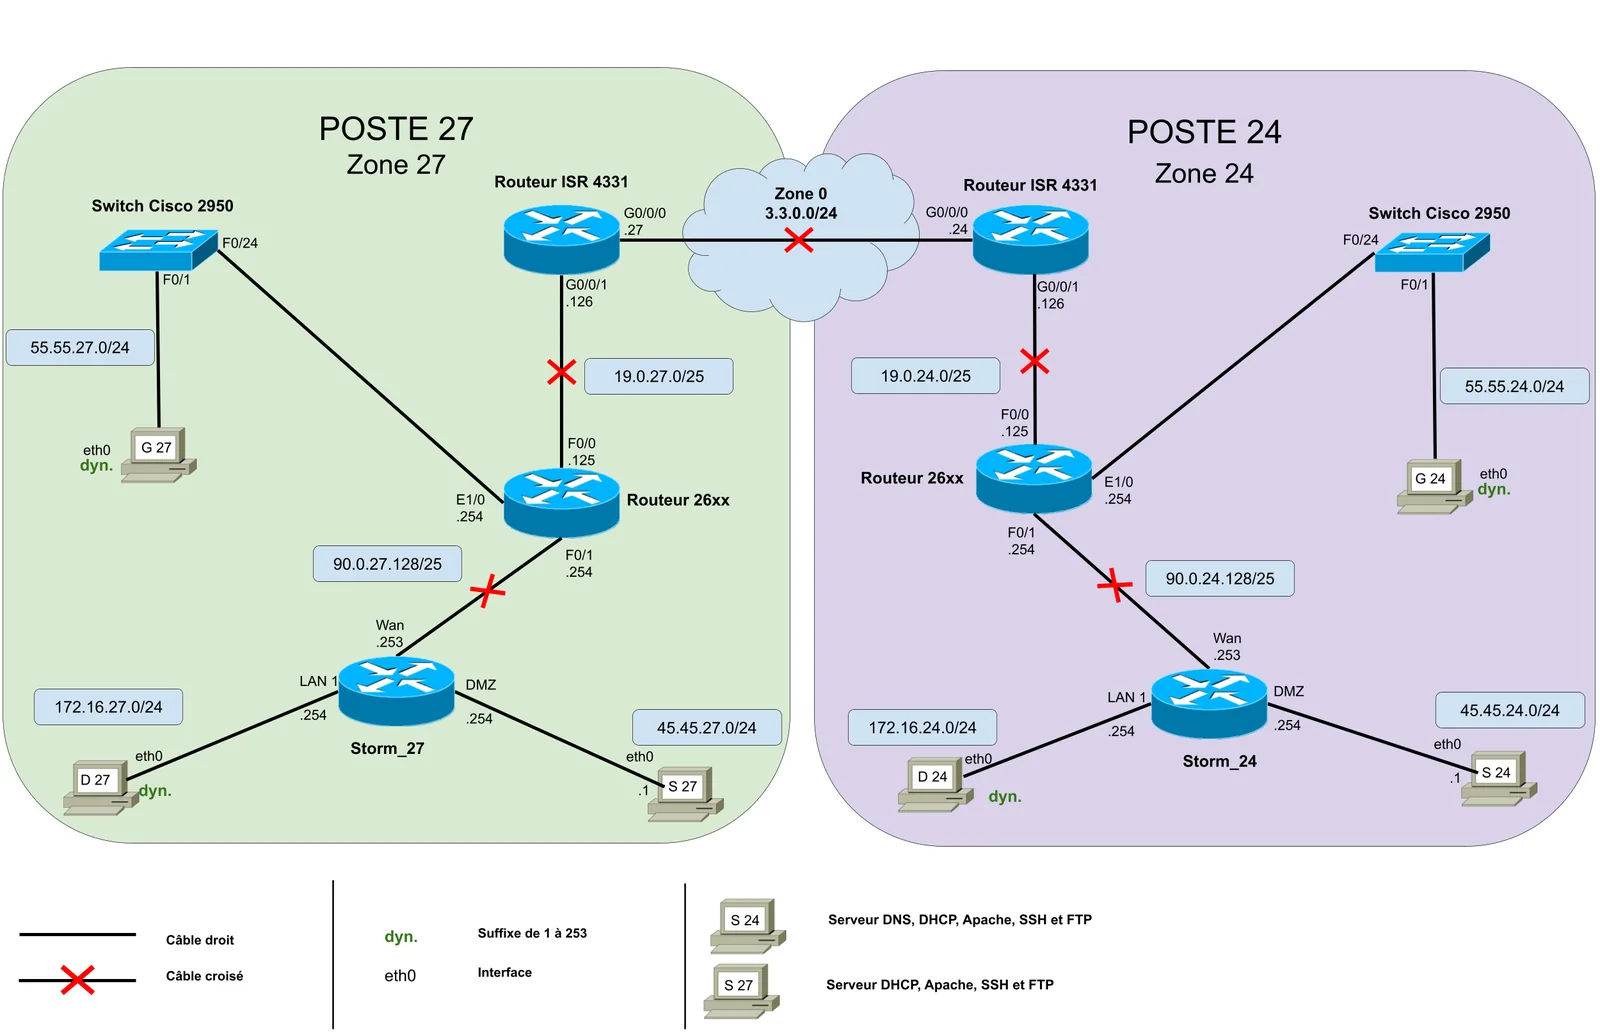 POSTE 27
Zone 27
Switch Cisco 2950
F0/24
F0/1
55.55.27.0/24
G 27
eth0
dyn.
Routeur ISR 4331
G0/0/0
.27
G0/0/1
.126
19.0.27.0/25
F0/0
.125
E1/0
.254
Routeur 26xx
F0/1
.254
90.0.27.128/25
Wan
.253
LAN 1
.254
DMZ
.254
Storm_27
172.16.27.0/24
D 27
eth0
dyn.
45.45.27.0/24
eth0
.1
S 27
Zone 0
3.3.0.0/24
POSTE 24
Zone 24
Routeur ISR 4331
G0/0/0
.24
G0/0/1
.126
Switch Cisco 2950
F0/24
F0/1
19.0.24.0/25
55.55.24.0/24
F0/0
.125
Routeur 26xx
E1/0
.254
G 24
eth0
dyn.
F0/1
.254
90.0.24.128/25
Wan
.253
LAN 1
.254
DMZ
.254
Storm_24
172.16.24.0/24
D 24
eth0
dyn.
45.45.24.0/24
eth0
.1
S 24
Câble droit
Câble croisé
dyn.
Suffixe de 1 à 253
eth0
Interface
S 24
Serveur DNS, DHCP, Apache, SSH et FTP
S 27
Serveur DHCP, Apache, SSH et FTP